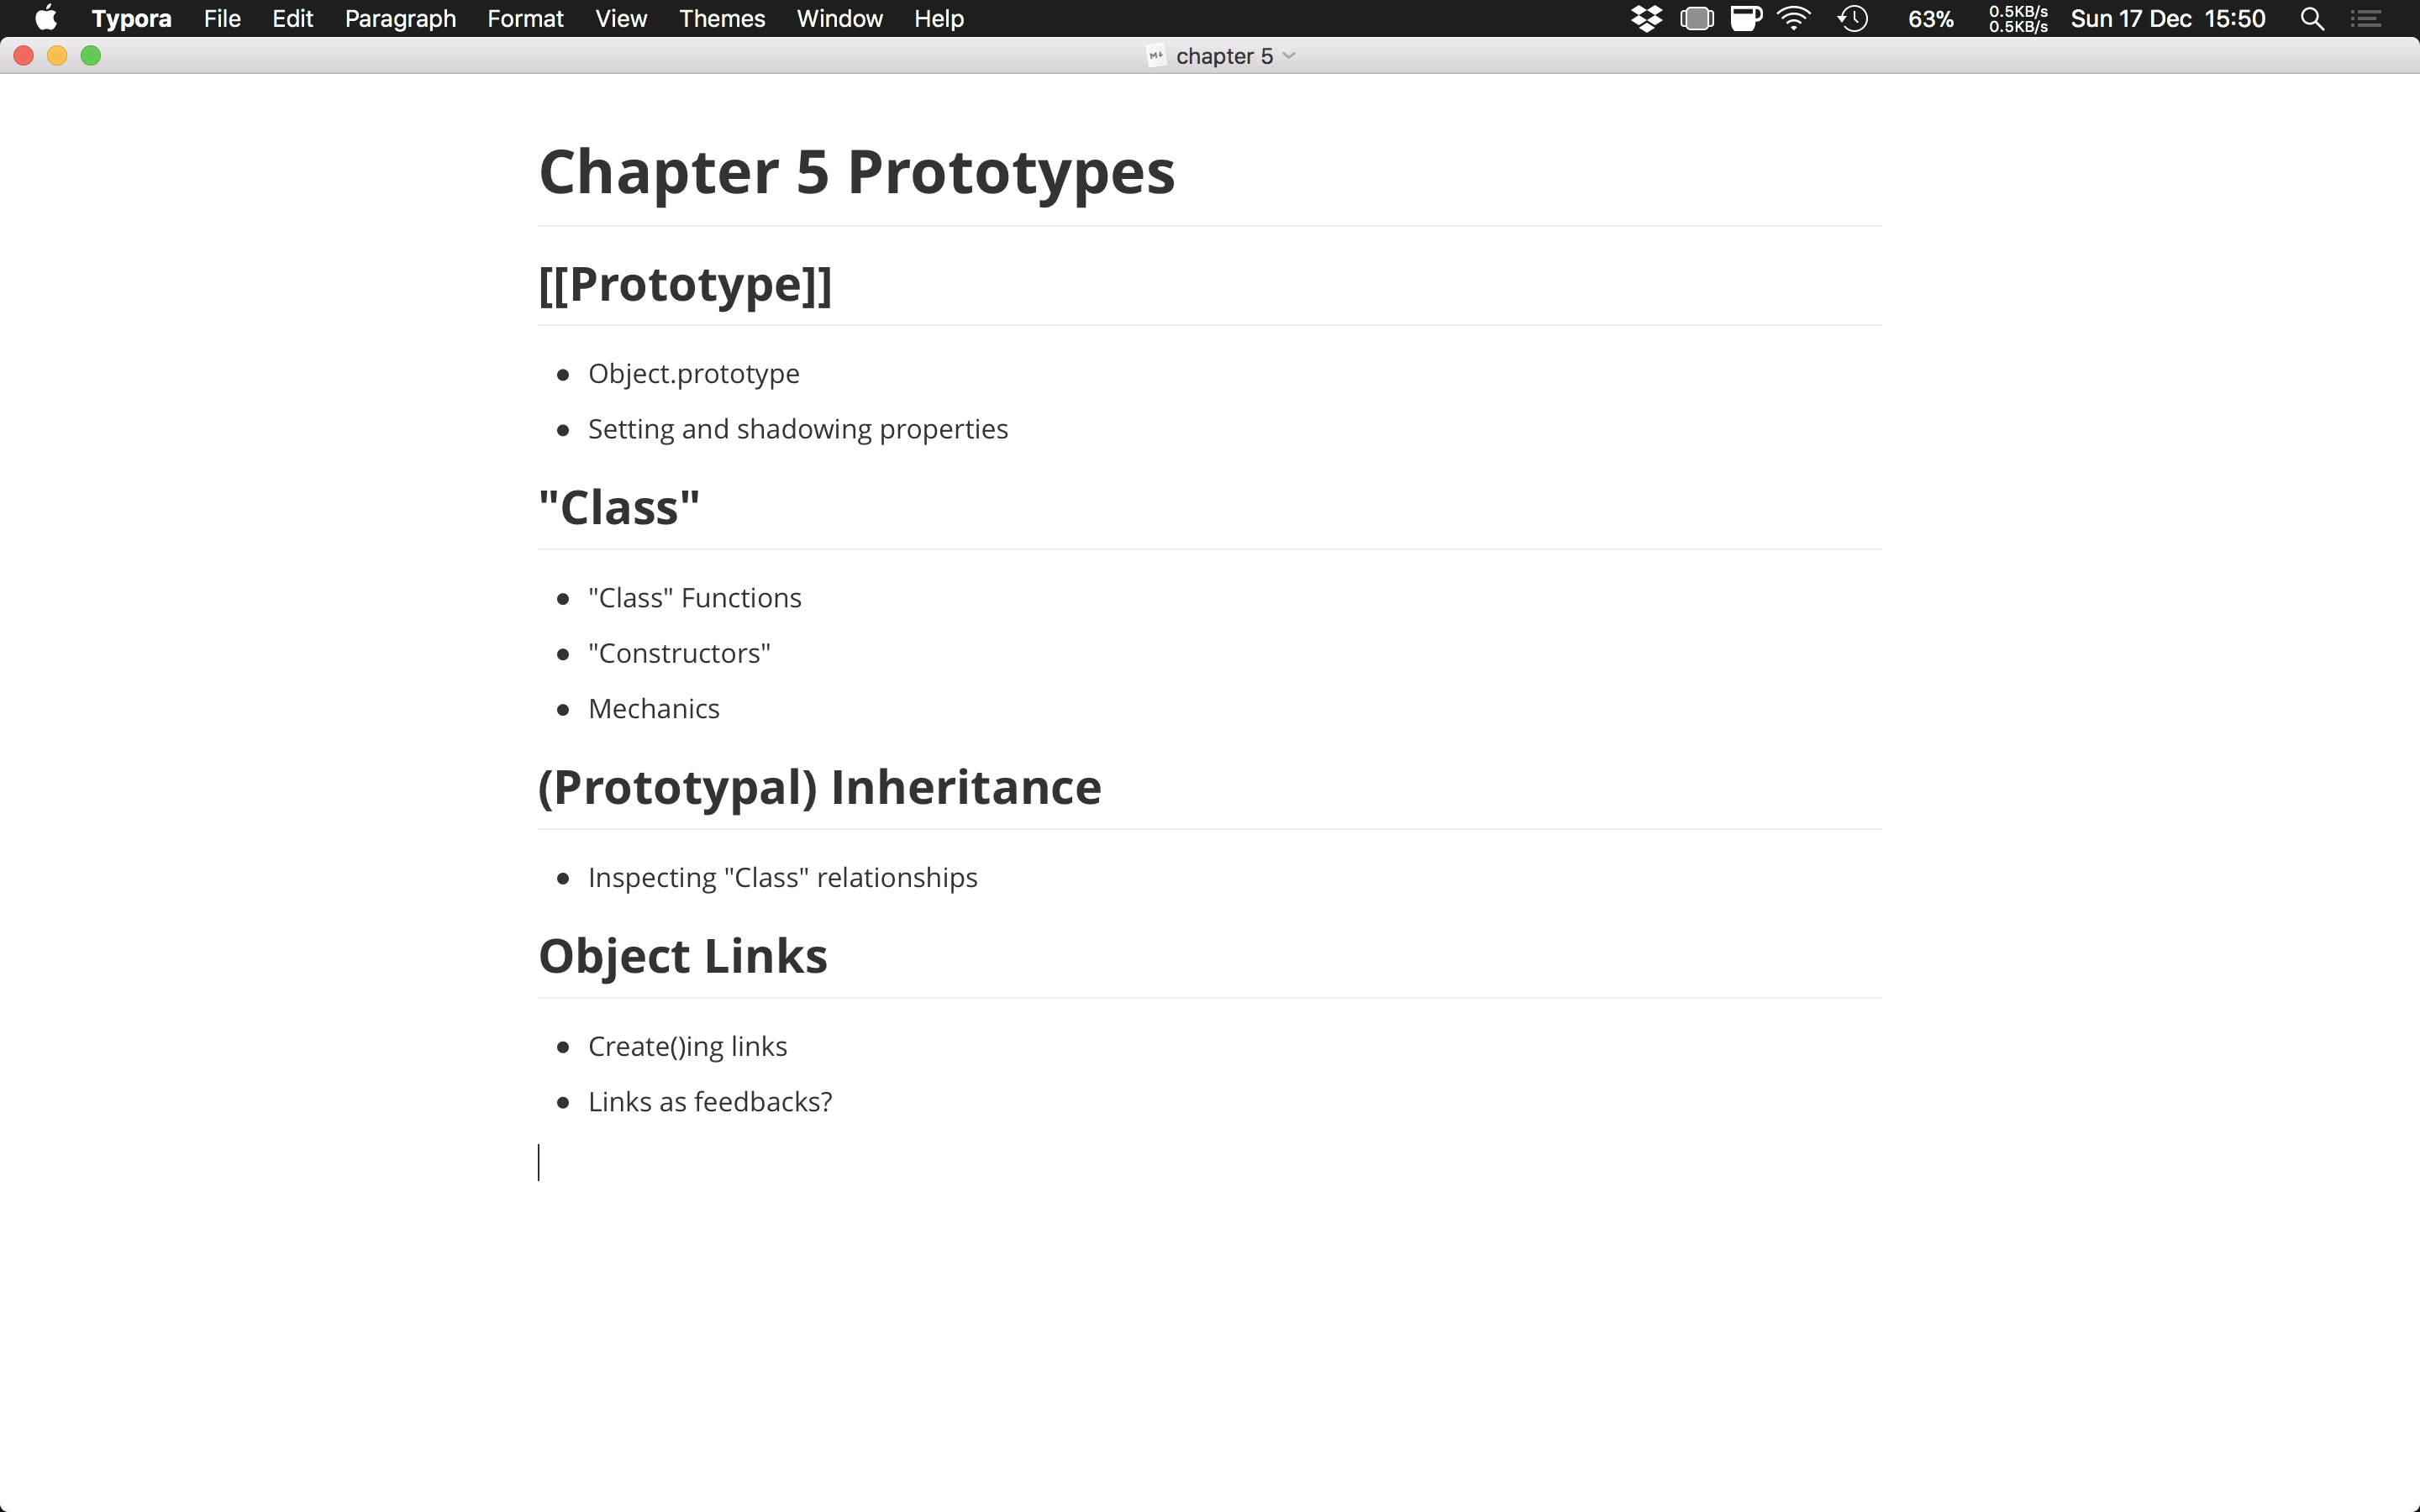 Typora File Edit Paragraph Format View Themes Window Help 63% 0.5KB/s 0.5KB/s Sun 17 Dec 15:50
chapter 5
Chapter 5 Prototypes
[[Prototype]]
Object.prototype
Setting and shadowing properties
"Class"
"Class" Functions
"Constructors"
Mechanics
(Prototypal) Inheritance
Inspecting "Class" relationships
Object Links
Create()ing links
Links as feedbacks?